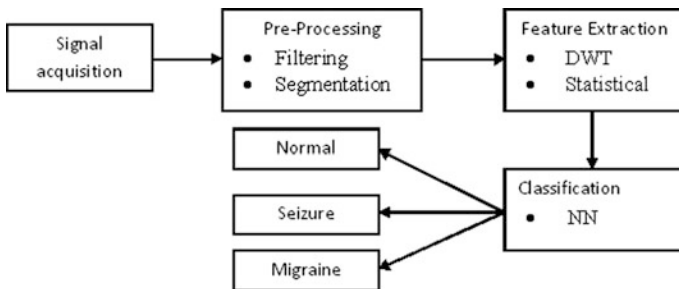 Signal
acquisition
Pre-Processing
• Filtering
• Segmentation
Feature Extraction
• DWT
• Statistical
Classification
• NN
Normal
Seizure
Migraine